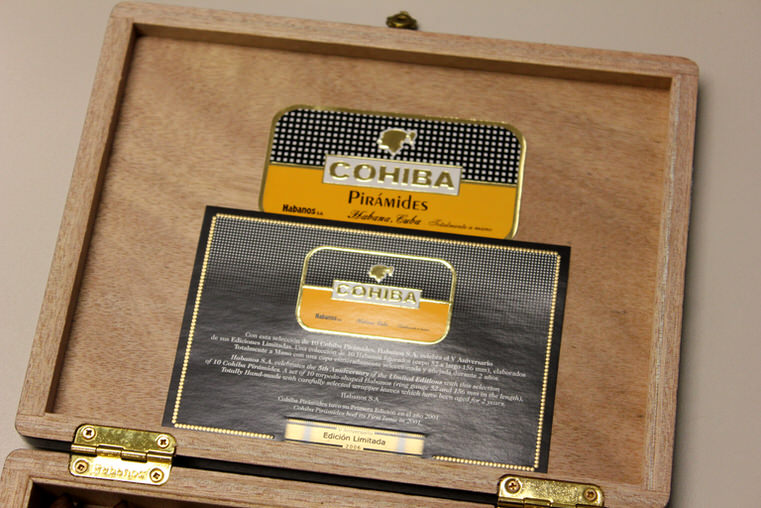 COHIBA
Pirámides
Habanos S.A.
Habana, Cuba
Totalmente a mano
COHIBA
Habanos S.A.
Habana, Cuba
Totalmente a mano
Con esta selección de 10 Cohiba Pirámides, Habanos S.A. celebra el V Aniversario
de sus Ediciones Limitadas. Una colección de 10 Habanos figurados (cepo 52 x largo 156 mm), elaborados
Totalmente a Mano con una capa cuidadosamente seleccionada y añejada durante 2 años.
Habanos S.A. celebrates the 5th Anniversary of the Limited Editions with this selection
of 10 Cohiba Pirámides. A set of 10 torpedo-shaped Habanos (ring gauge 52 and 156 mm in the length),
Totally Hand-made with carefully selected wrapper leaves which have been aged for 2 years.
Habanos S.A.
Cohiba Pirámides tuvo su Primera Edición en el año 2001
Cohiba Pirámides had its First Issue in 2001
Edición Limitada
2006
Habanos